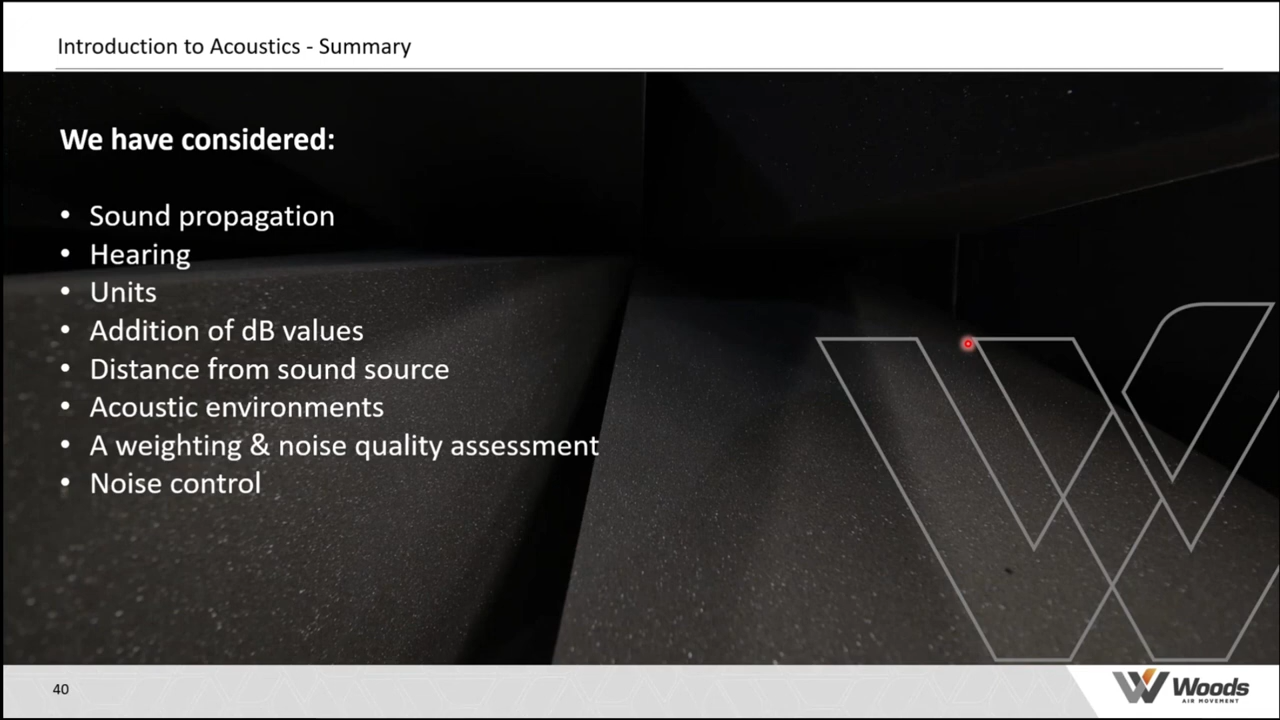 Introduction to Acoustics - Summary
We have considered:
• Sound propagation
• Hearing
• Units
• Addition of dB values
• Distance from sound source
• Acoustic environments
• A weighting & noise quality assessment
• Noise control
40
Woods
AIR MOVEMENT